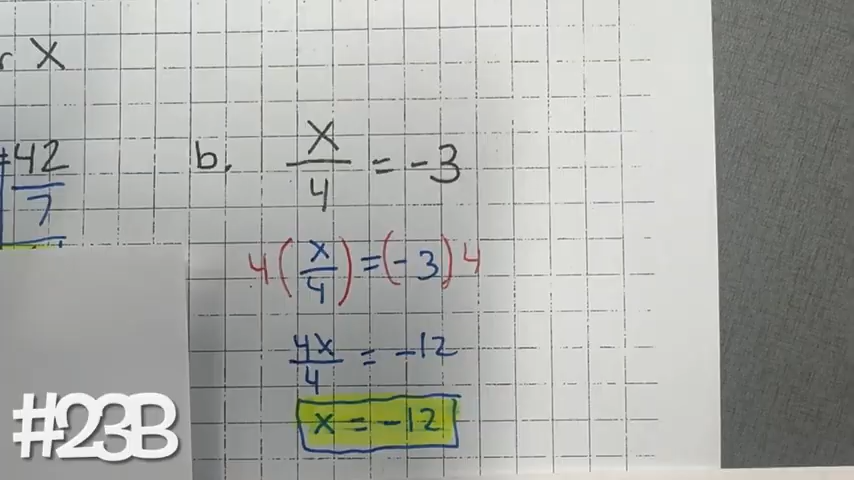 r X
= 42/7
b. X/4 = -3
4(x/4) = (-3)4
4x/4 = -12
x = -12
#23B